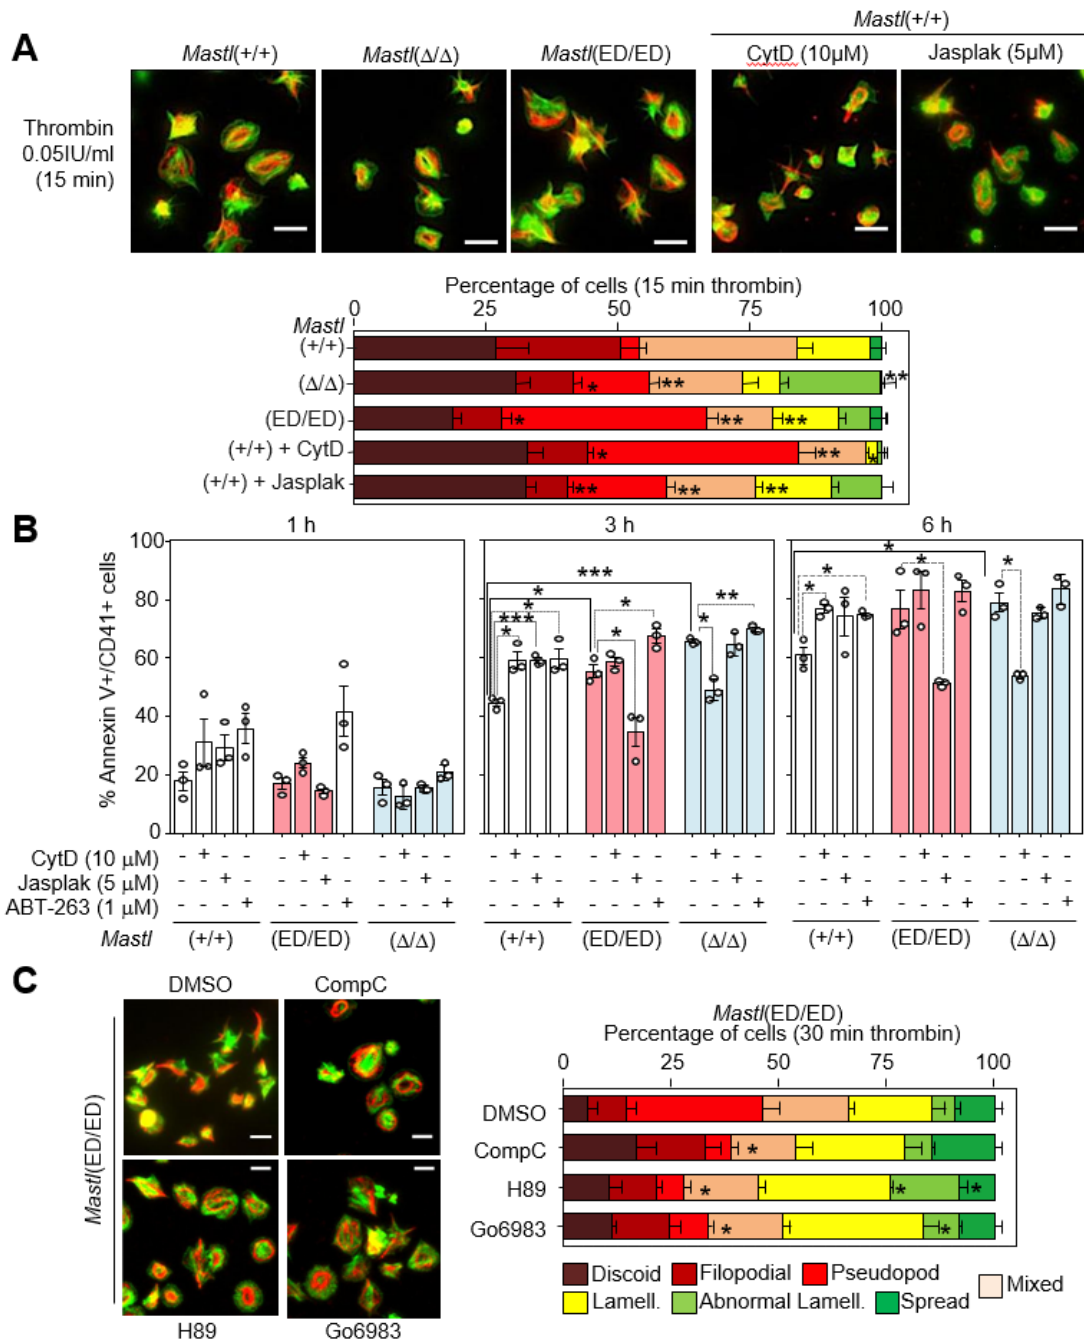 A
Mastl(+/+)
Mastl(Δ/Δ)
Mastl(ED/ED)
Mastl(+/+)
CytD (10μM)
Jasplak (5μM)
Thrombin
0.05IU/ml
(15 min)
Percentage of cells (15 min thrombin)
0 25 50 75 100
Mastl
(+/+)
(Δ/Δ) * ** **
(ED/ED) * ** **
(+/+) + CytD * ** *
(+/+) + Jasplak ** ** **
B
1 h 3 h 6 h
% Annexin V+/CD41+ cells
100
80
60
40
20
0
*** * * *** * * * * **
* * * * *
CytD (10 μM) - + - - - + - - - + - - - + - - - + - - - + - - - + - - - + - - - + - -
Jasplak (5 μM) - - + - - - + - - - + - - - + - - - + - - - + - - - + - - - + - - - + -
ABT-263 (1 μM) - - - + - - - + - - - + - - - + - - - + - - - + - - - + - - - + - - - +
Mastl (+/+) (ED/ED) (Δ/Δ) (+/+) (ED/ED) (Δ/Δ) (+/+) (ED/ED) (Δ/Δ)
C
DMSO CompC
Mastl(ED/ED)
H89 Go6983
Mastl(ED/ED)
Percentage of cells (30 min thrombin)
0 25 50 75 100
DMSO
CompC *
H89 * * *
Go6983 * *
Discoid Filopodial Pseudopod Mixed
Lamell. Abnormal Lamell. Spread